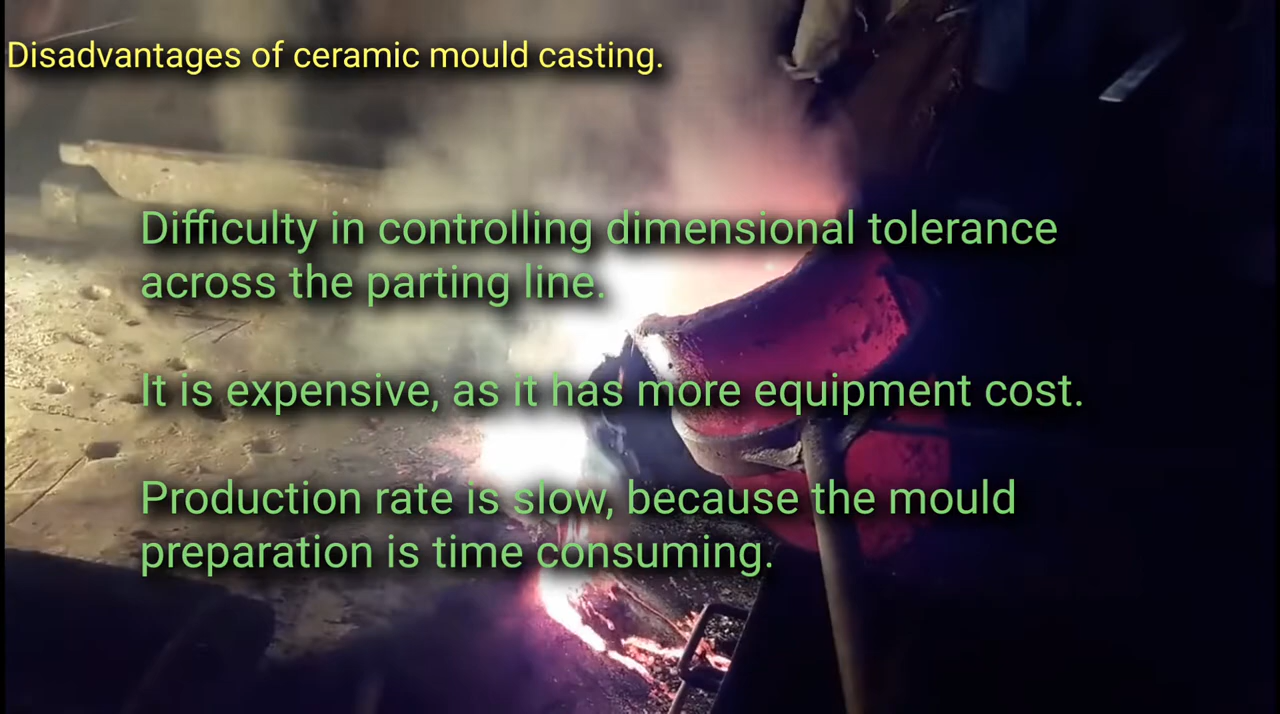 Disadvantages of ceramic mould casting.
Difficulty in controlling dimensional tolerance
across the parting line.
It is expensive, as it has more equipment cost.
Production rate is slow, because the mould
preparation is time consuming.